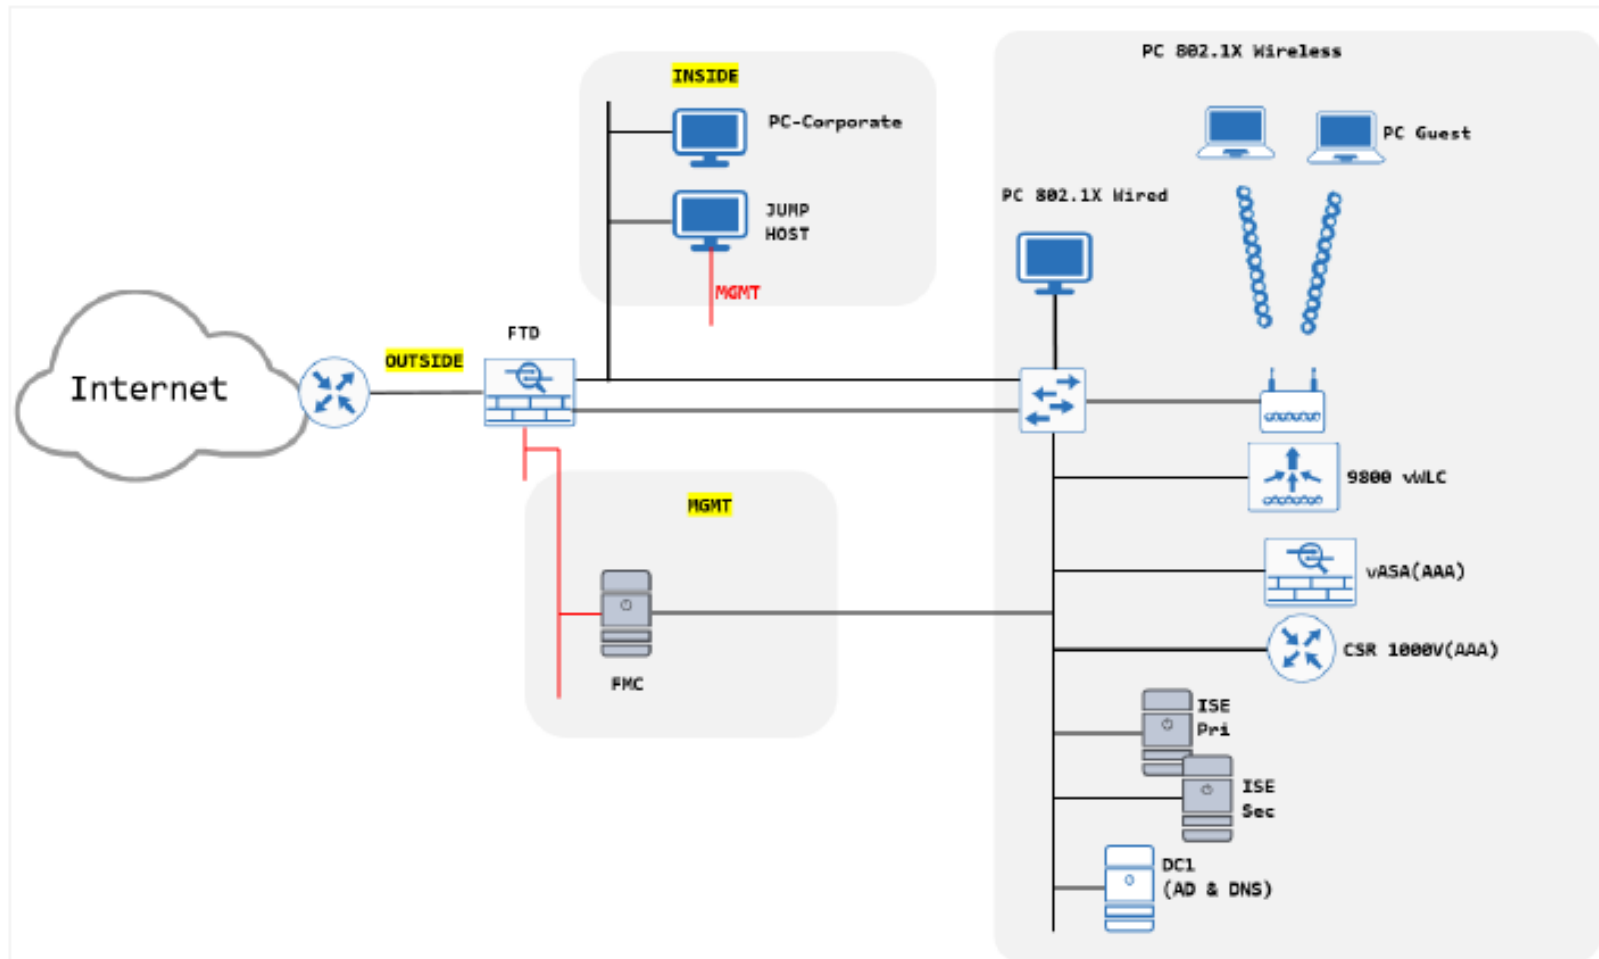 PC 802.1X Wireless
INSIDE
PC-Corporate
PC Guest
PC 802.1X Wired
JUMP
HOST
MGMT
FTD
OUTSIDE
Internet
MGMT
9800 vWLC
vASA(AAA)
CSR 1000V(AAA)
FMC
ISE
Pri
ISE
Sec
DC1
(AD & DNS)